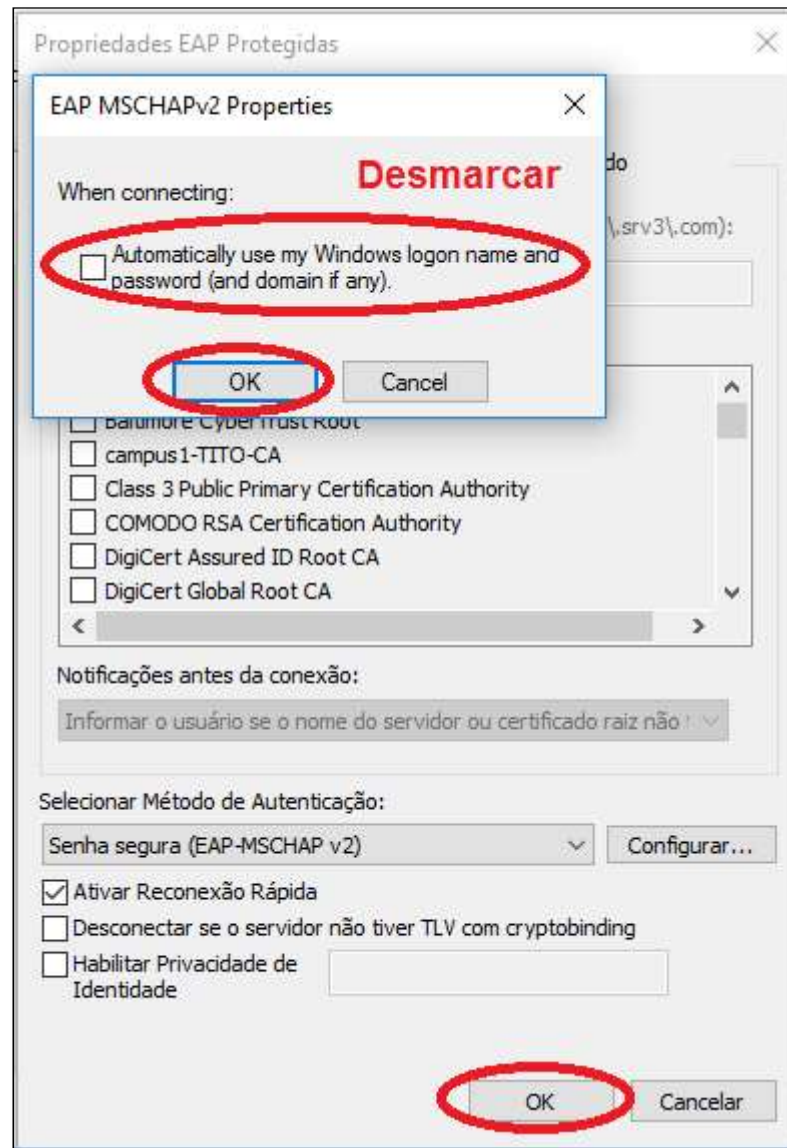 Propriedades EAP Protegidas
EAP MSCHAPv2 Properties
do
Desmarcar
When connecting:
\.srv3\.com):
Automatically use my Windows logon name and
password (and domain if any).
OK
Cancel
Baltimore CyberTrust Root
campus1-TITO-CA
Class 3 Public Primary Certification Authority
COMODO RSA Certification Authority
DigiCert Assured ID Root CA
DigiCert Global Root CA
Notificações antes da conexão:
Informar o usuário se o nome do servidor ou certificado raiz não
Selecionar Método de Autenticação:
Senha segura (EAP-MSCHAP v2)
Configurar...
Ativar Reconexão Rápida
Desconectar se o servidor não tiver TLV com cryptobinding
Habilitar Privacidade de
Identidade
OK
Cancelar